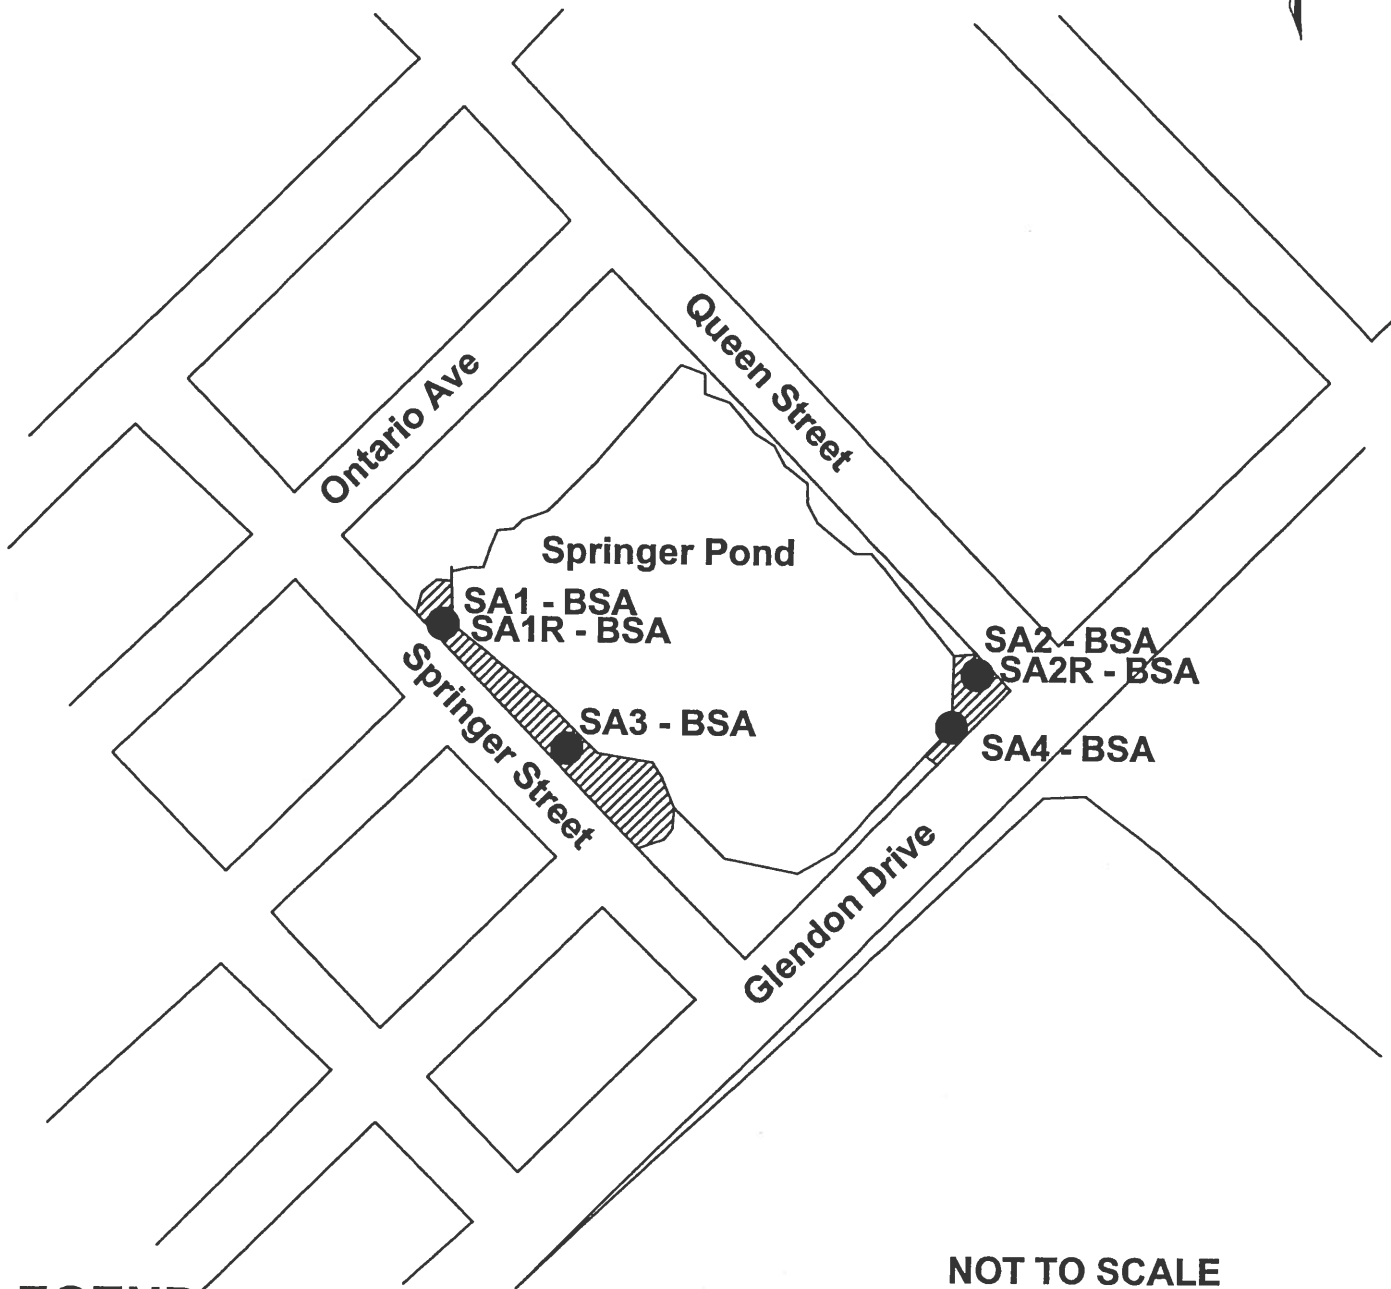 Queen Street
Ontario Ave
Springer Pond
SA1 - BSA
SA1R - BSA
SA2 - BSA
SA2R - BSA
Springer Street
SA3 - BSA
SA4 - BSA
Glendon Drive
NOT TO SCALE